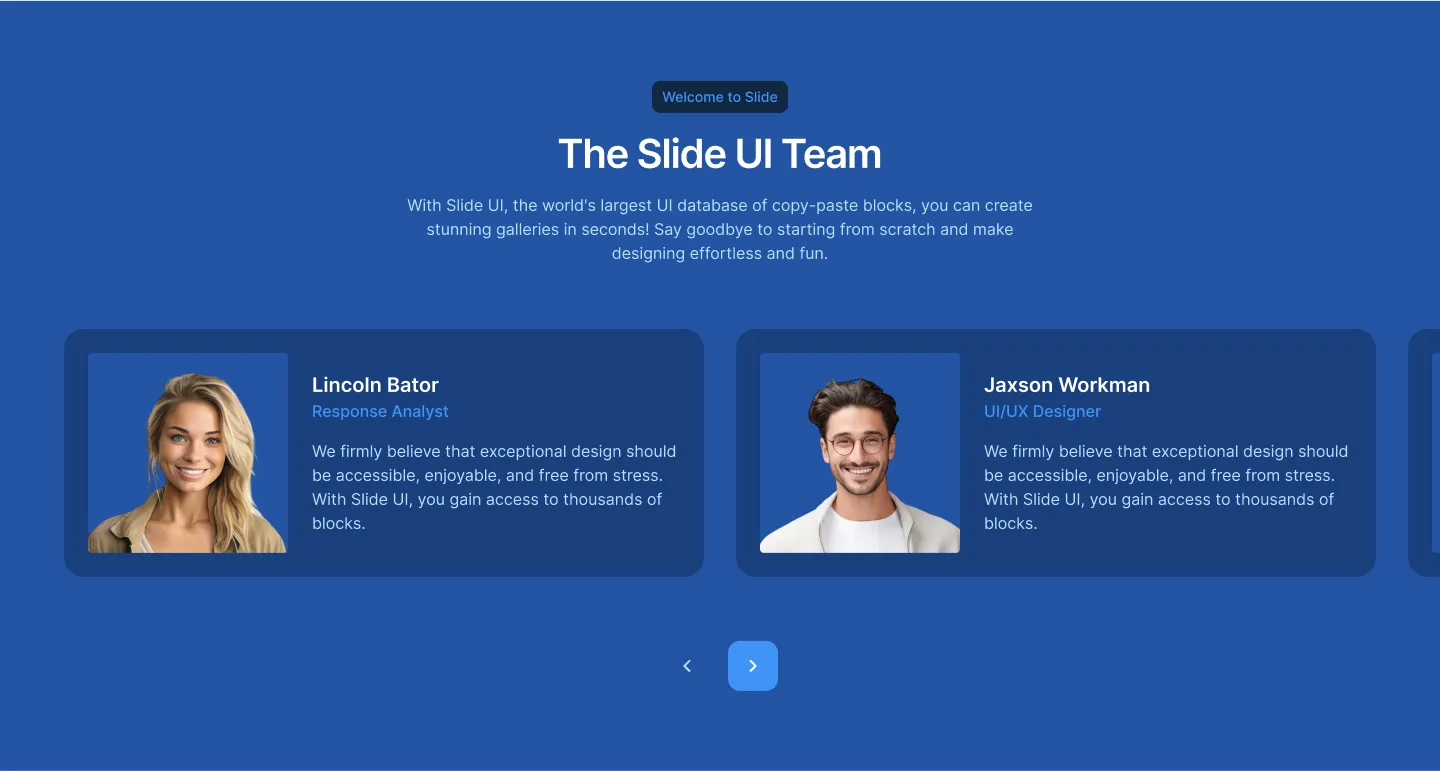 Welcome to Slide
The Slide UI Team
With Slide UI, the world's largest UI database of copy-paste blocks, you can create
stunning galleries in seconds! Say goodbye to starting from scratch and make
designing effortless and fun.
Lincoln Bator
Response Analyst
We firmly believe that exceptional design should
be accessible, enjoyable, and free from stress.
With Slide UI, you gain access to thousands of
blocks.
Jaxson Workman
UI/UX Designer
We firmly believe that exceptional design should
be accessible, enjoyable, and free from stress.
With Slide UI, you gain access to thousands of
blocks.